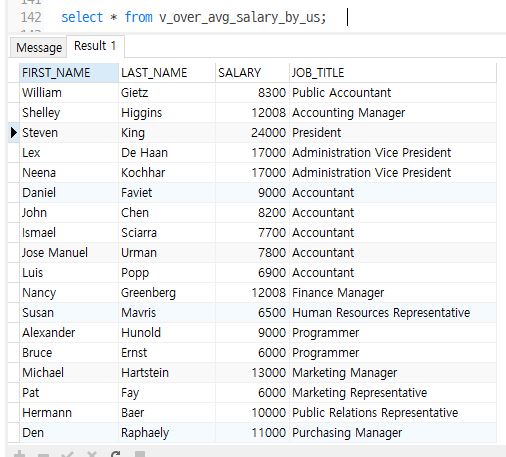 142 select * from v_over_avg_salary_by_us;
Message Result 1
FIRST_NAME LAST_NAME SALARY JOB_TITLE
William Gietz 8300 Public Accountant
Shelley Higgins 12008 Accounting Manager
Steven King 24000 President
Lex De Haan 17000 Administration Vice President
Neena Kochhar 17000 Administration Vice President
Daniel Faviet 9000 Accountant
John Chen 8200 Accountant
Ismael Sciarra 7700 Accountant
Jose Manuel Urman 7800 Accountant
Luis Popp 6900 Accountant
Nancy Greenberg 12008 Finance Manager
Susan Mavris 6500 Human Resources Representative
Alexander Hunold 9000 Programmer
Bruce Ernst 6000 Programmer
Michael Hartstein 13000 Marketing Manager
Pat Fay 6000 Marketing Representative
Hermann Baer 10000 Public Relations Representative
Den Raphaely 11000 Purchasing Manager